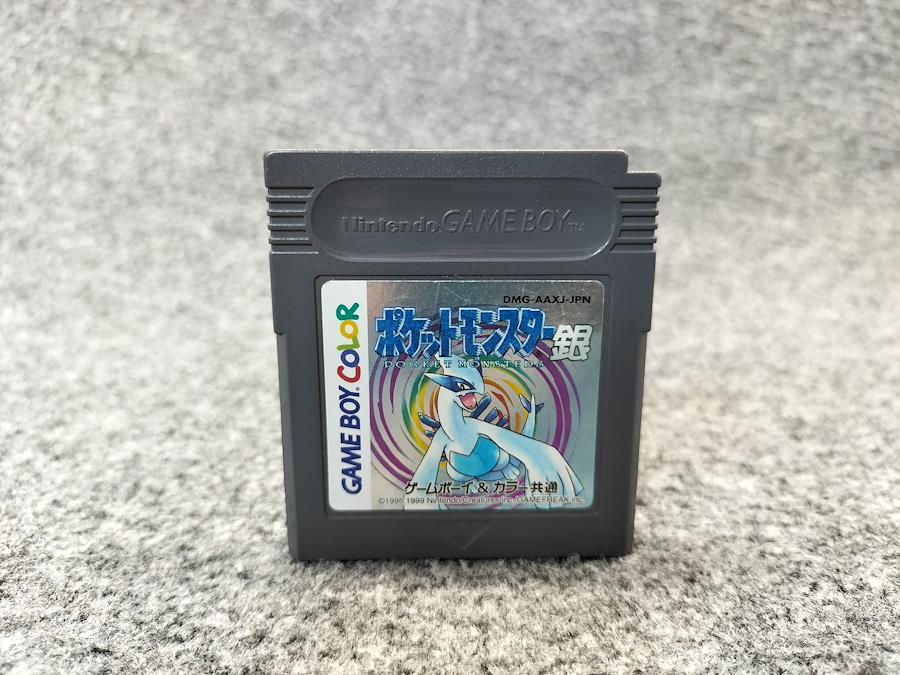 Nintendo GAME BOY TM
GAME BOY COLOR
DMG-AAXJ-JPN
ポケットモンスター銀
POCKET MONSTERS
ゲームボーイ&カラー共通
©1995,1999 Nintendo/Creatures inc./GAMEFREAK inc.